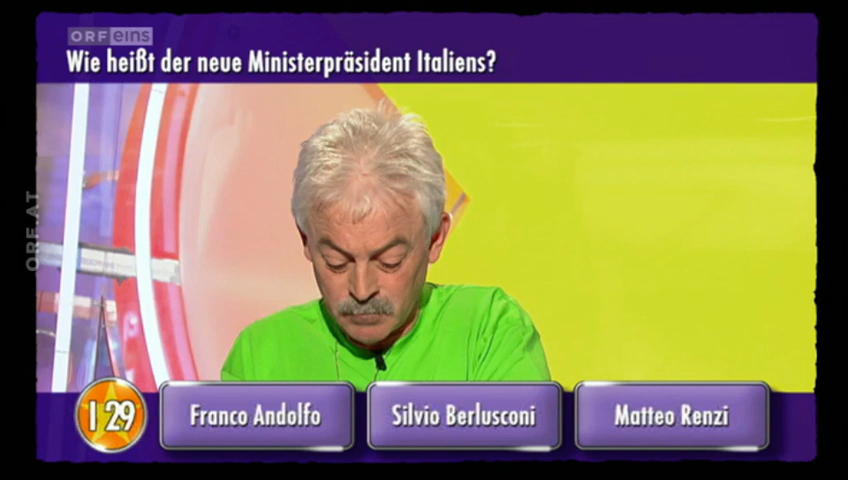 ORF eins
Wie heißt der neue Ministerpräsident Italiens?
ORF.AT
129
Franco Andolfo
Silvio Berlusconi
Matteo Renzi